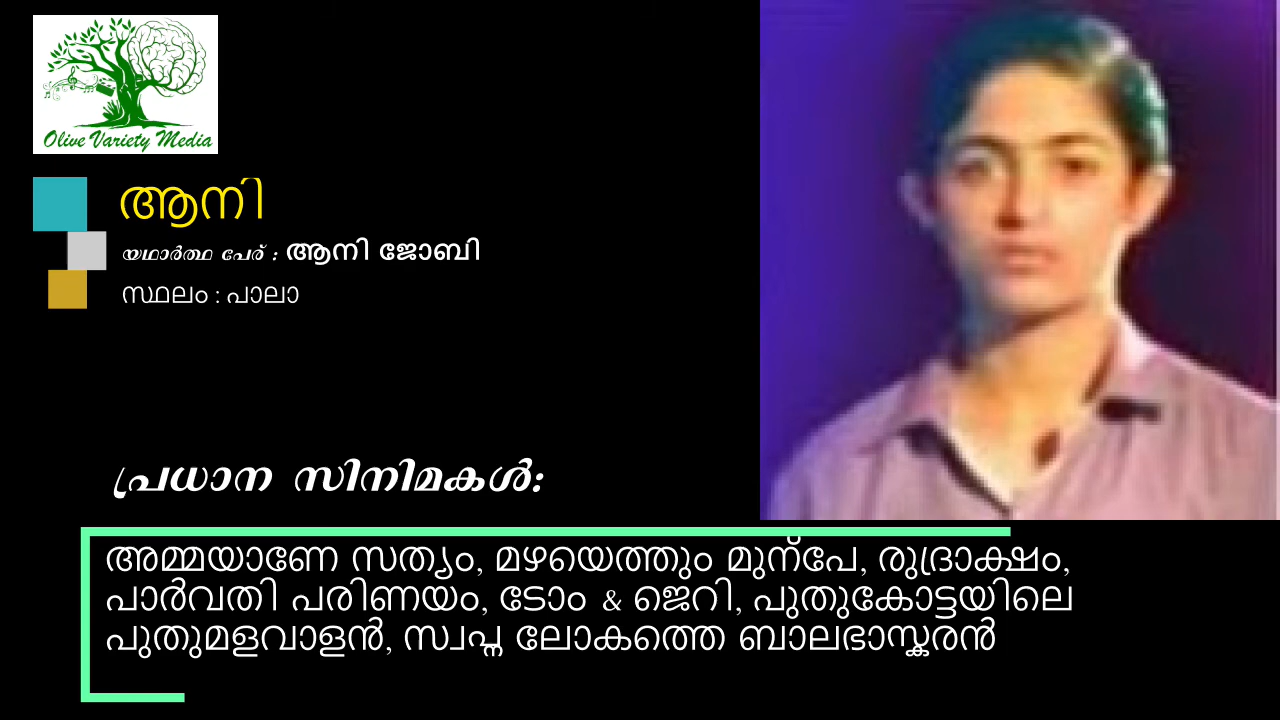 Olive Variety Media
ആനി
യഥാർത്ഥ പേര് : ആനി ജോബി
സ്ഥലം : പാലാ
പ്രധാന സിനിമകൾ:
അമ്മയാണേ സത്യം, മഴയെത്തും മുന്പേ, രുദ്രാക്ഷം,
പാർവതി പരിണയം, ടോം & ജെറി, പുതുകോട്ടയിലെ
പുതുമളവാളൻ, സ്വപ്ന ലോകത്തെ ബാലഭാസ്കരൻ